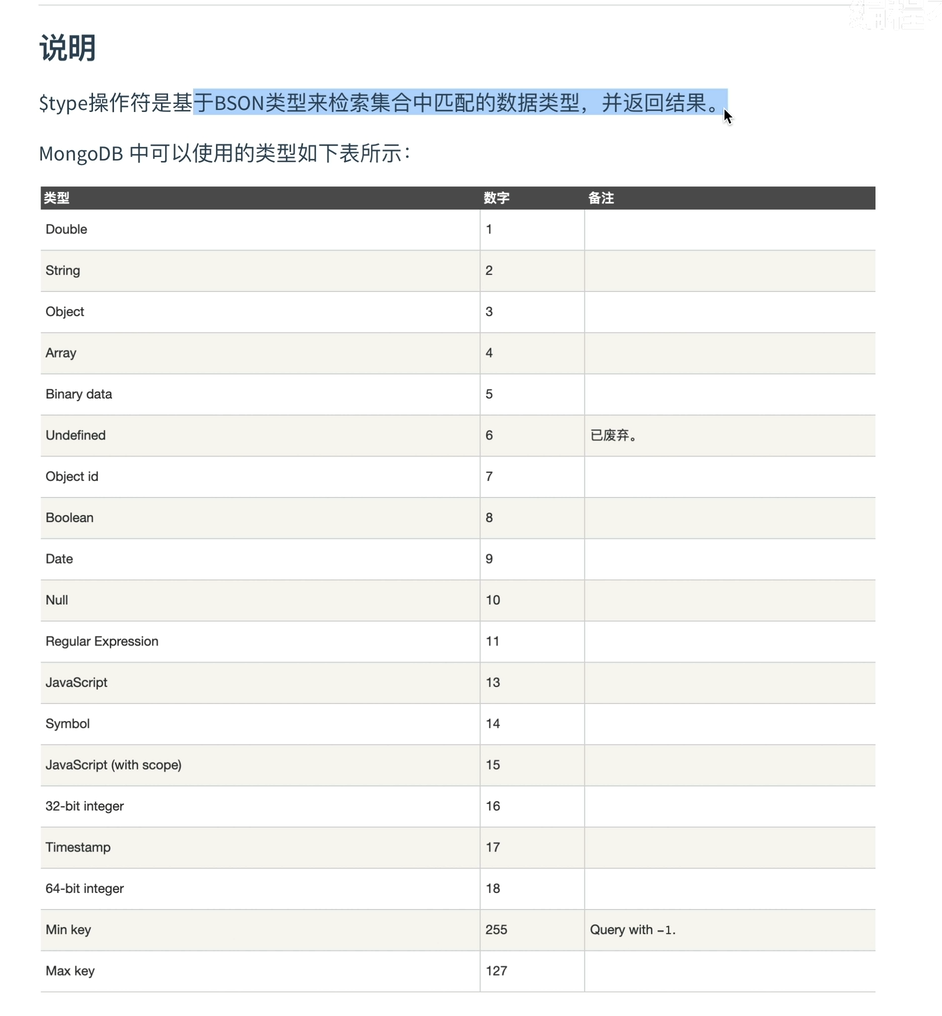 说明
$type操作符是基于BSON类型来检索集合中匹配的数据类型，并返回结果。
MongoDB 中可以使用的类型如下表所示：
类型 数字 备注
Double 1
String 2
Object 3
Array 4
Binary data 5
Undefined 6 已废弃。
Object id 7
Boolean 8
Date 9
Null 10
Regular Expression 11
JavaScript 13
Symbol 14
JavaScript (with scope) 15
32-bit integer 16
Timestamp 17
64-bit integer 18
Min key 255 Query with -1.
Max key 127